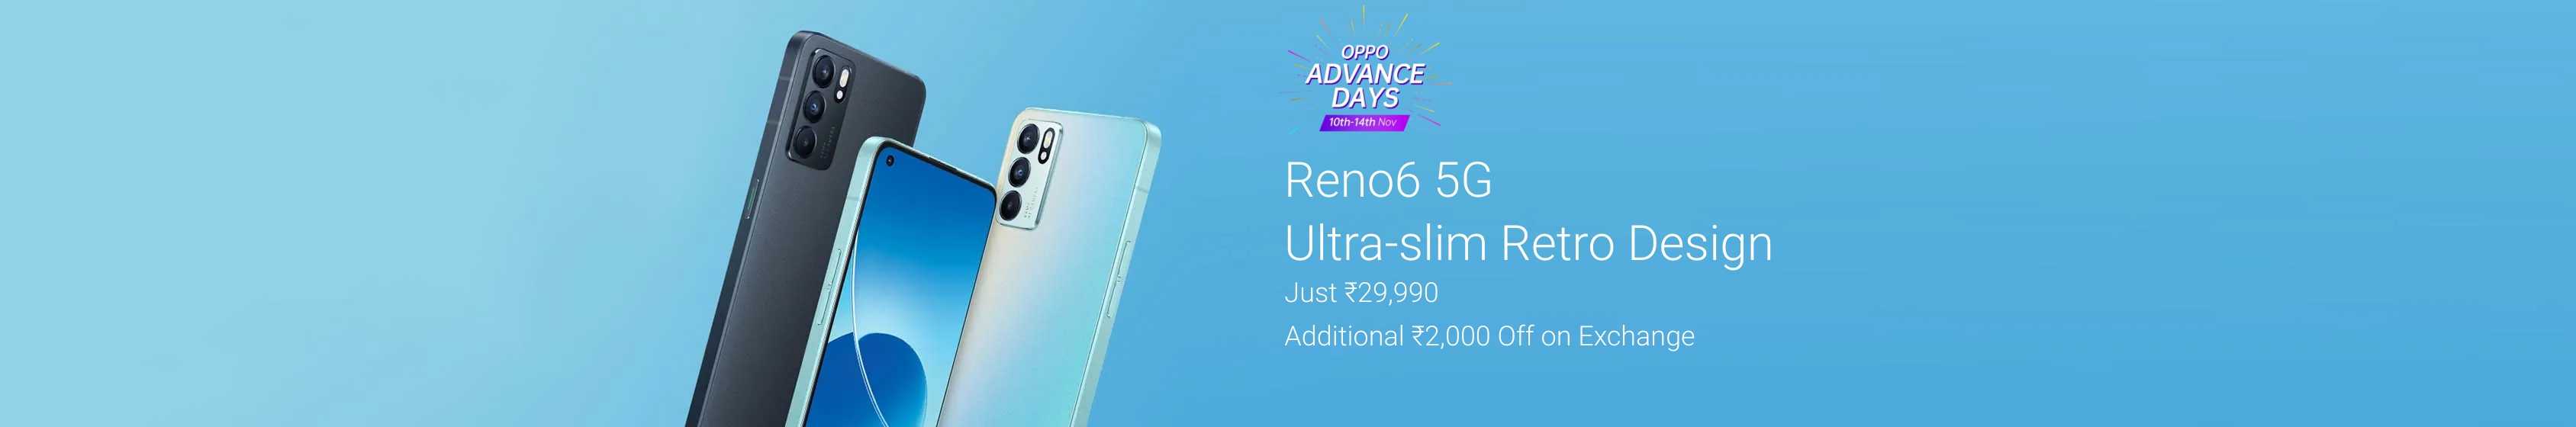 OPPO
ADVANCE
DAYS
10th-14th Nov
Reno6 5G
Ultra-slim Retro Design
Just ₹29,990
Additional ₹2,000 Off on Exchange